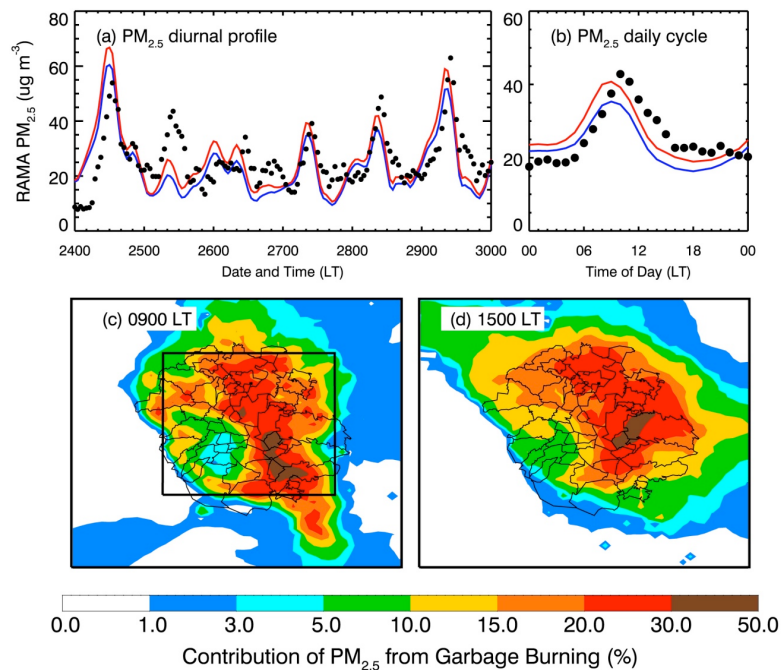 (a) PM2.5 diurnal profile
(b) PM2.5 daily cycle
RAMA PM2.5 (ug m-3)
80
60
40
20
0
2400 2500 2600 2700 2800 2900 3000
Date and Time (LT)
60
40
20
0
00 06 12 18 00
Time of Day (LT)
(c) 0900 LT
(d) 1500 LT
0.0 1.0 3.0 5.0 10.0 15.0 20.0 30.0 50.0
Contribution of PM2.5 from Garbage Burning (%)